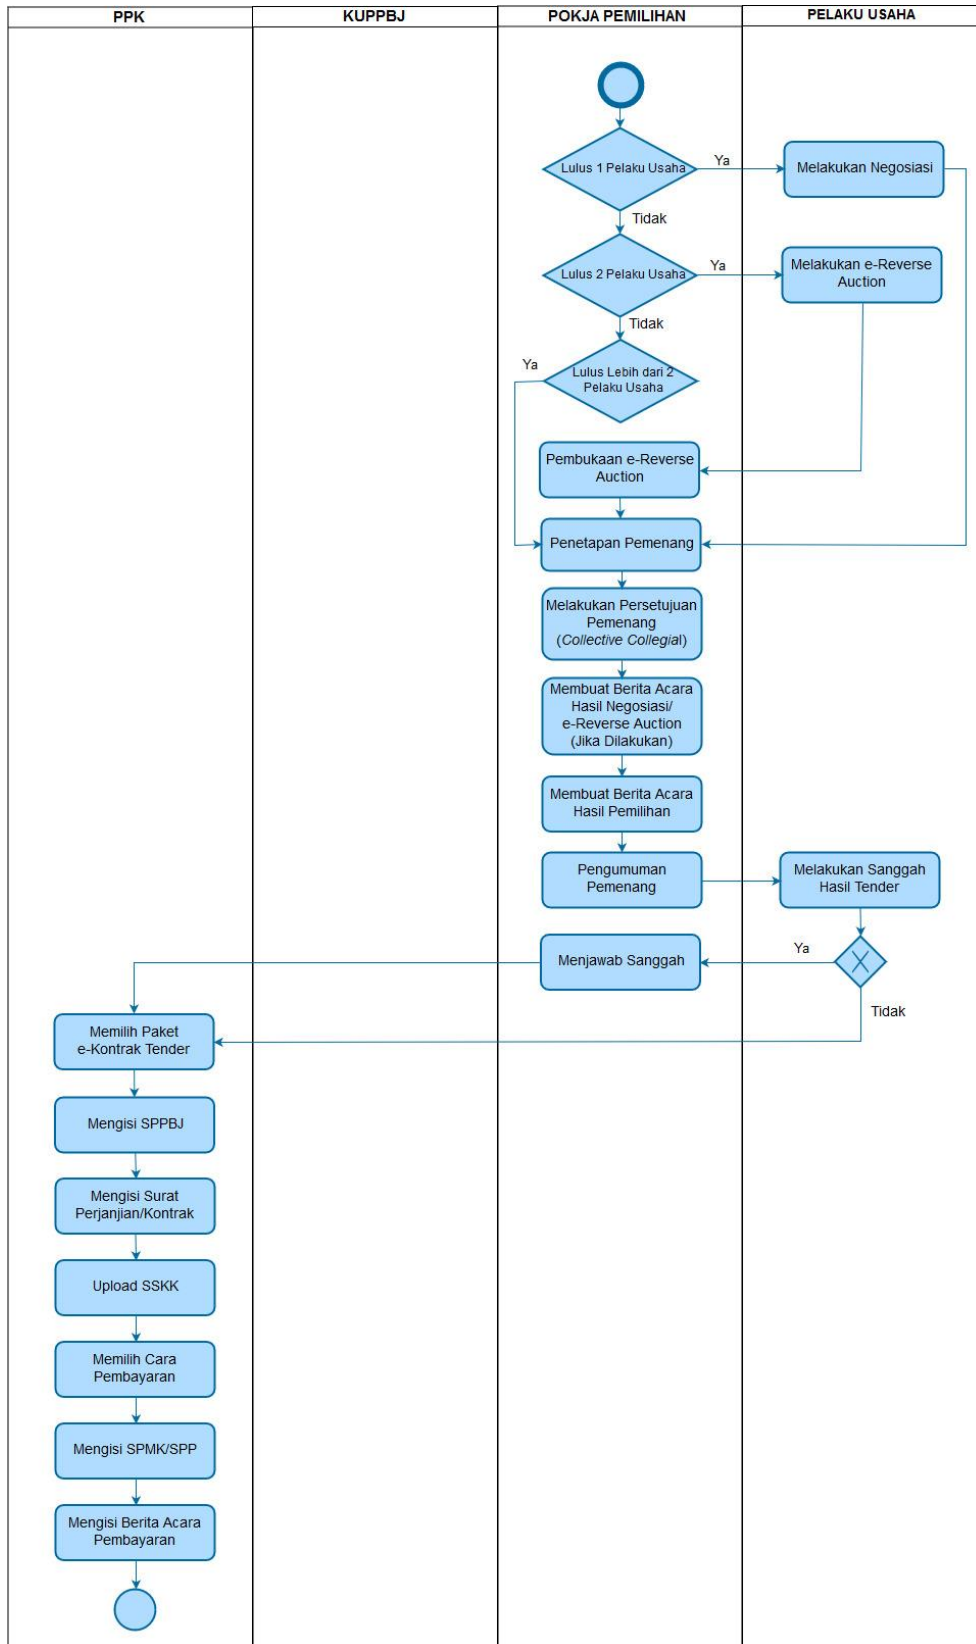 PPK
KUPPBJ
POKJA PEMILIHAN
PELAKU USAHA
Lulus 1 Pelaku Usaha
Ya
Melakukan Negosiasi
Tidak
Lulus 2 Pelaku Usaha
Ya
Melakukan e-Reverse
Auction
Tidak
Ya
Lulus Lebih dari 2
Pelaku Usaha
Pembukaan e-Reverse
Auction
Penetapan Pemenang
Melakukan Persetujuan
Pemenang
(Collective Collegial)
Membuat Berita Acara
Hasil Negosiasi/
e-Reverse Auction
(Jika Dilakukan)
Membuat Berita Acara
Hasil Pemilihan
Pengumuman
Pemenang
Melakukan Sanggah
Hasil Tender
Ya
Menjawab Sanggah
Tidak
Memilih Paket
e-Kontrak Tender
Mengisi SPPBJ
Mengisi Surat
Perjanjian/Kontrak
Upload SSKK
Memilih Cara
Pembayaran
Mengisi SPMK/SPP
Mengisi Berita Acara
Pembayaran